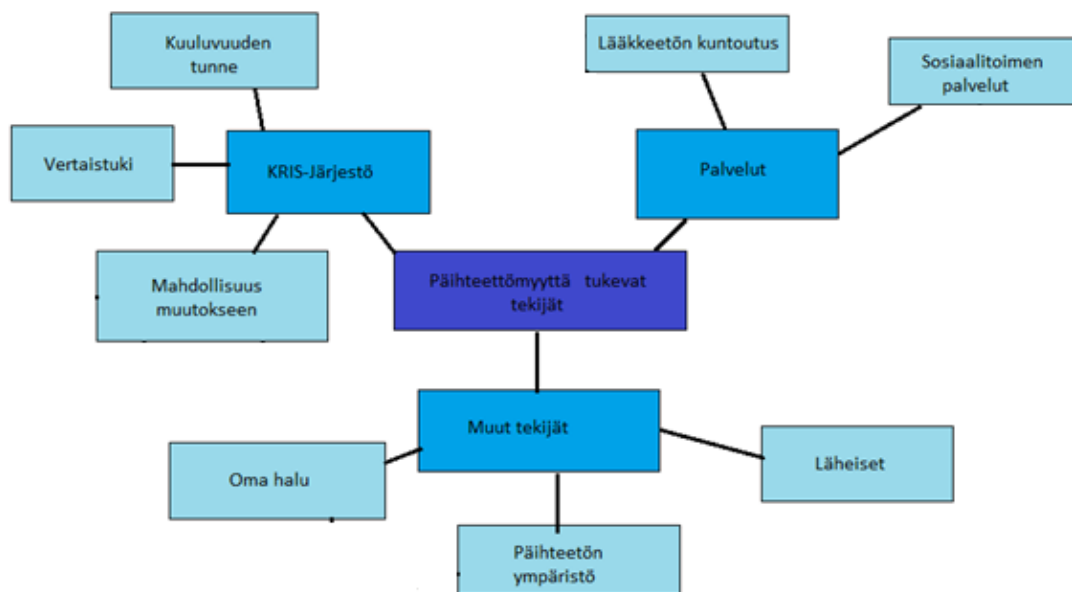 Kuuluvuuden
tunne
Lääkkeetön kuntoutus
Sosiaalitoimen
palvelut
Vertaistuki
KRIS-Järjestö
Palvelut
Mahdollisuus
muutokseen
Päihteettömyyttä tukevat
tekijät
Muut tekijät
Oma halu
Läheiset
Päihteetön
ympäristö